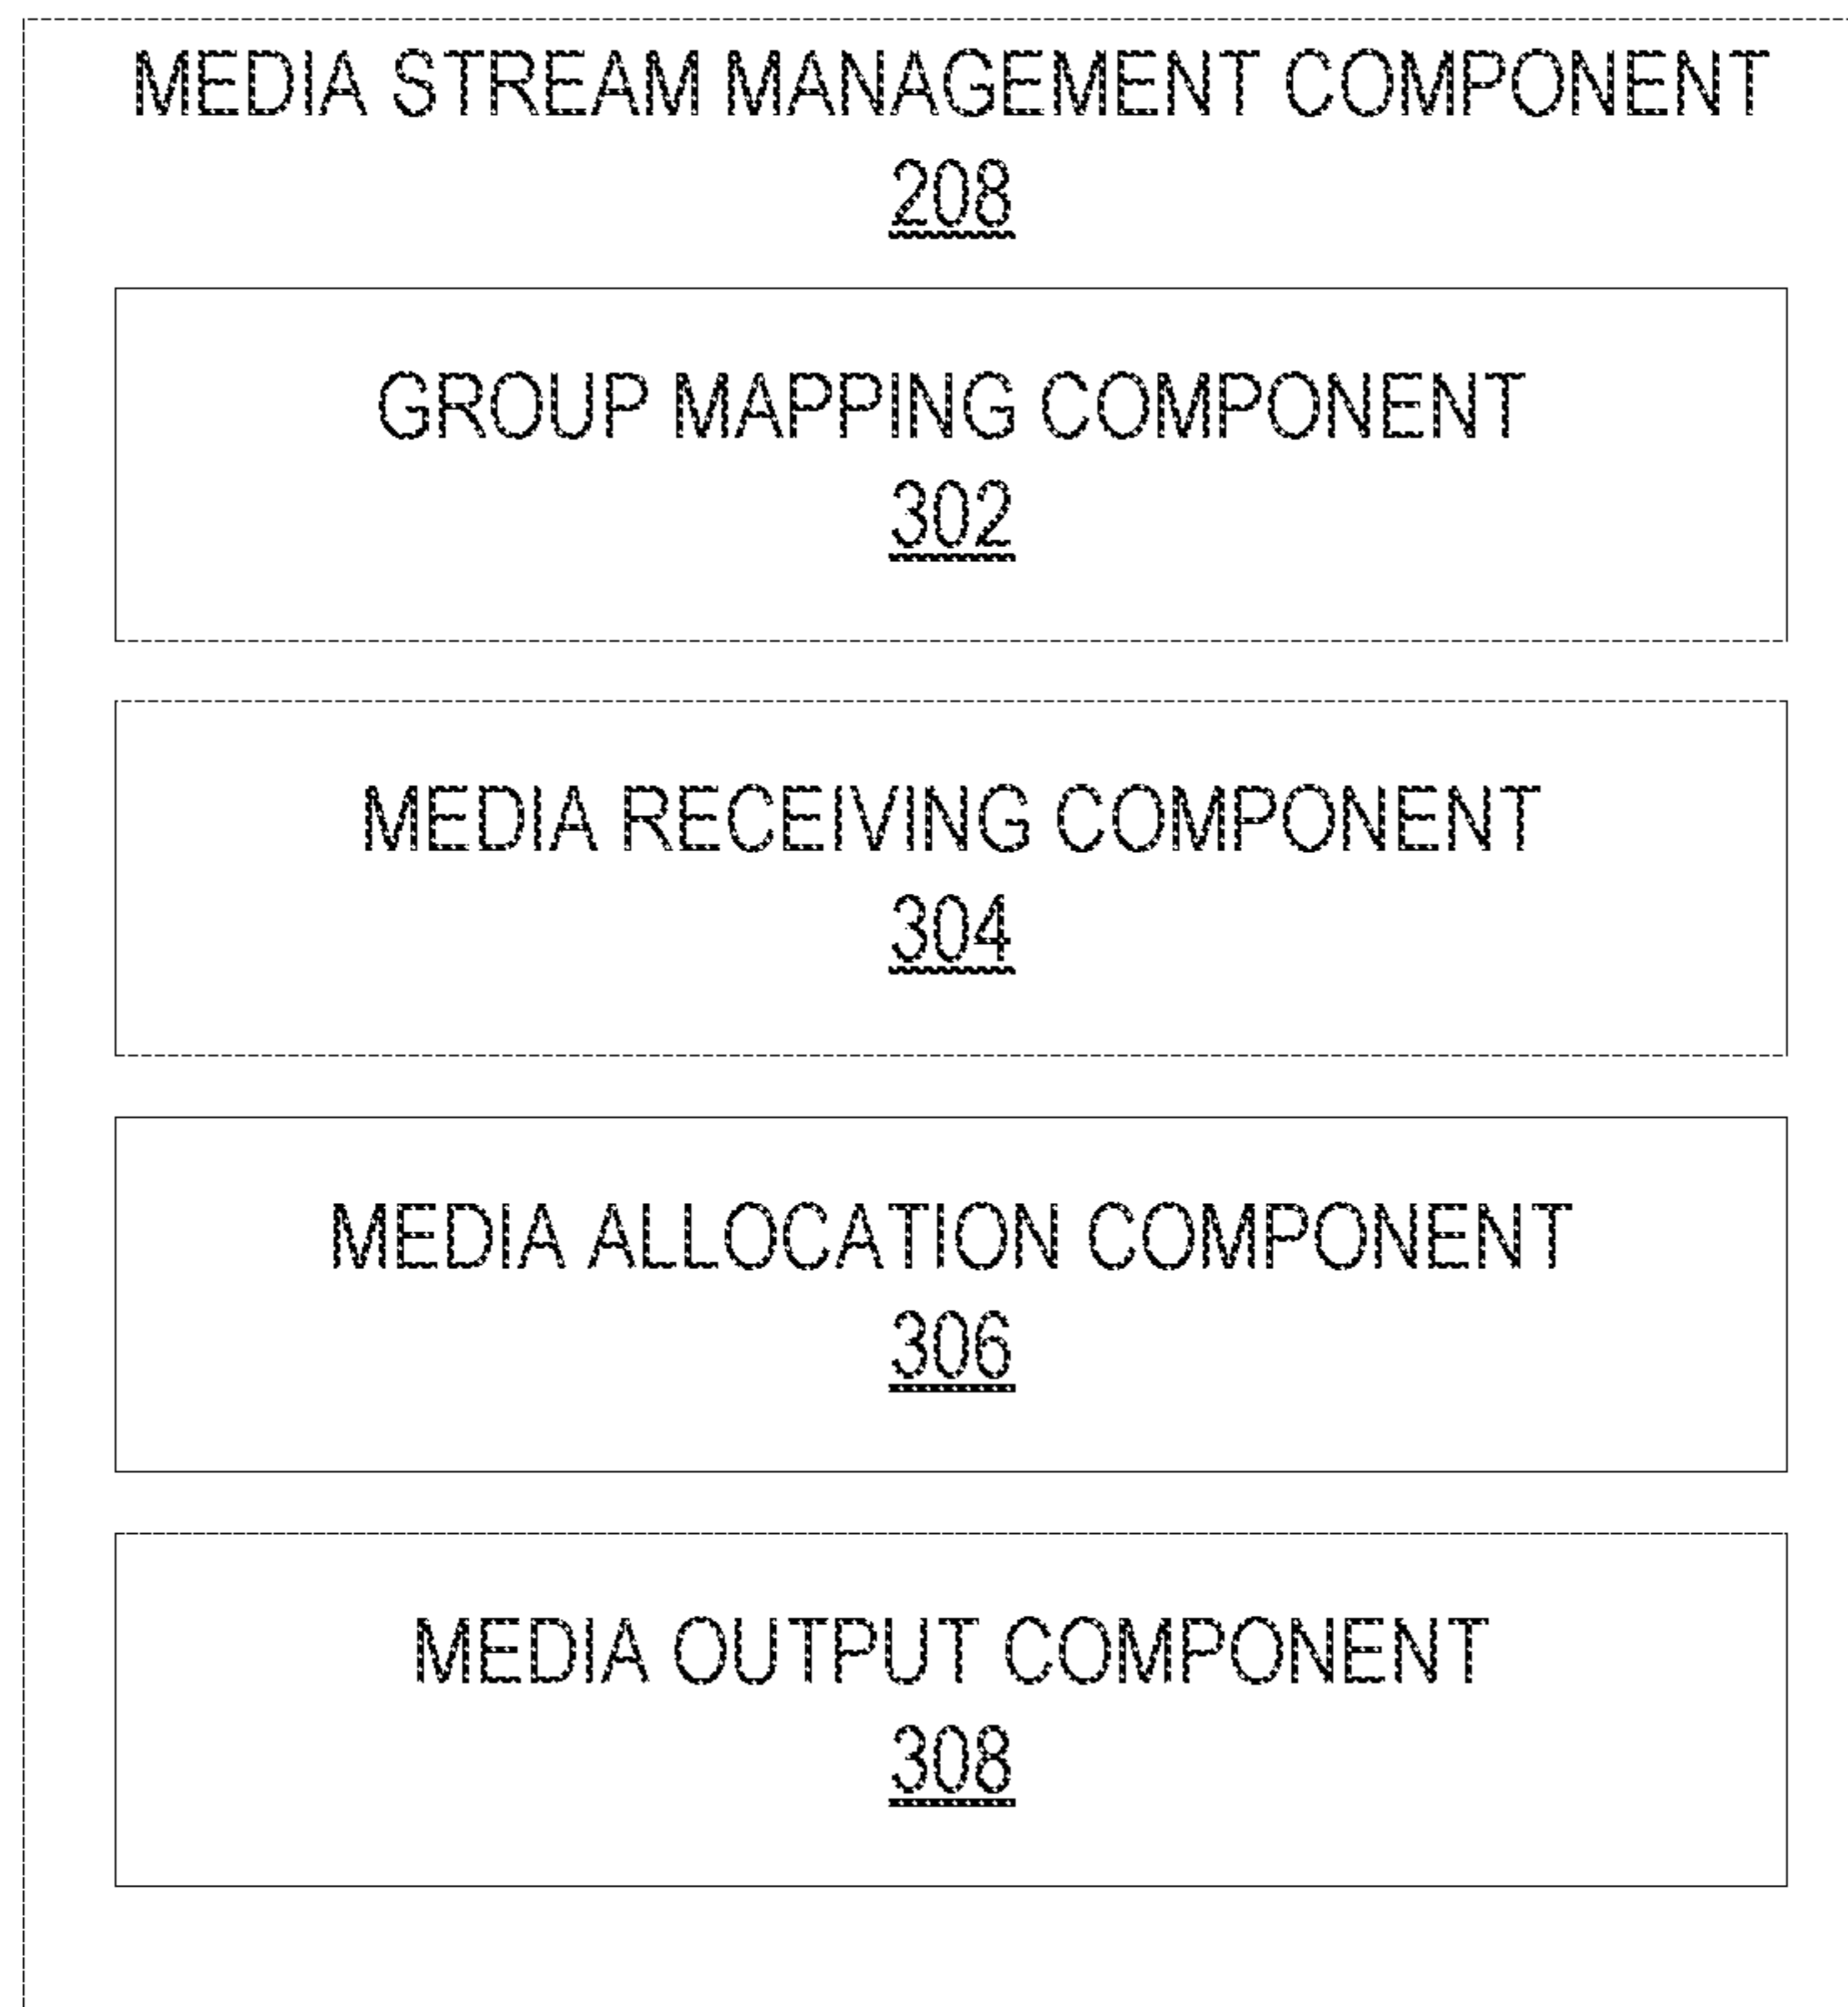 MEDIA STREAM MANAGEMENT COMPONENT
208
GROUP MAPPING COMPONENT
302
MEDIA RECEIVING COMPONENT
304
MEDIA ALLOCATION COMPONENT
306
MEDIA OUTPUT COMPONENT
308